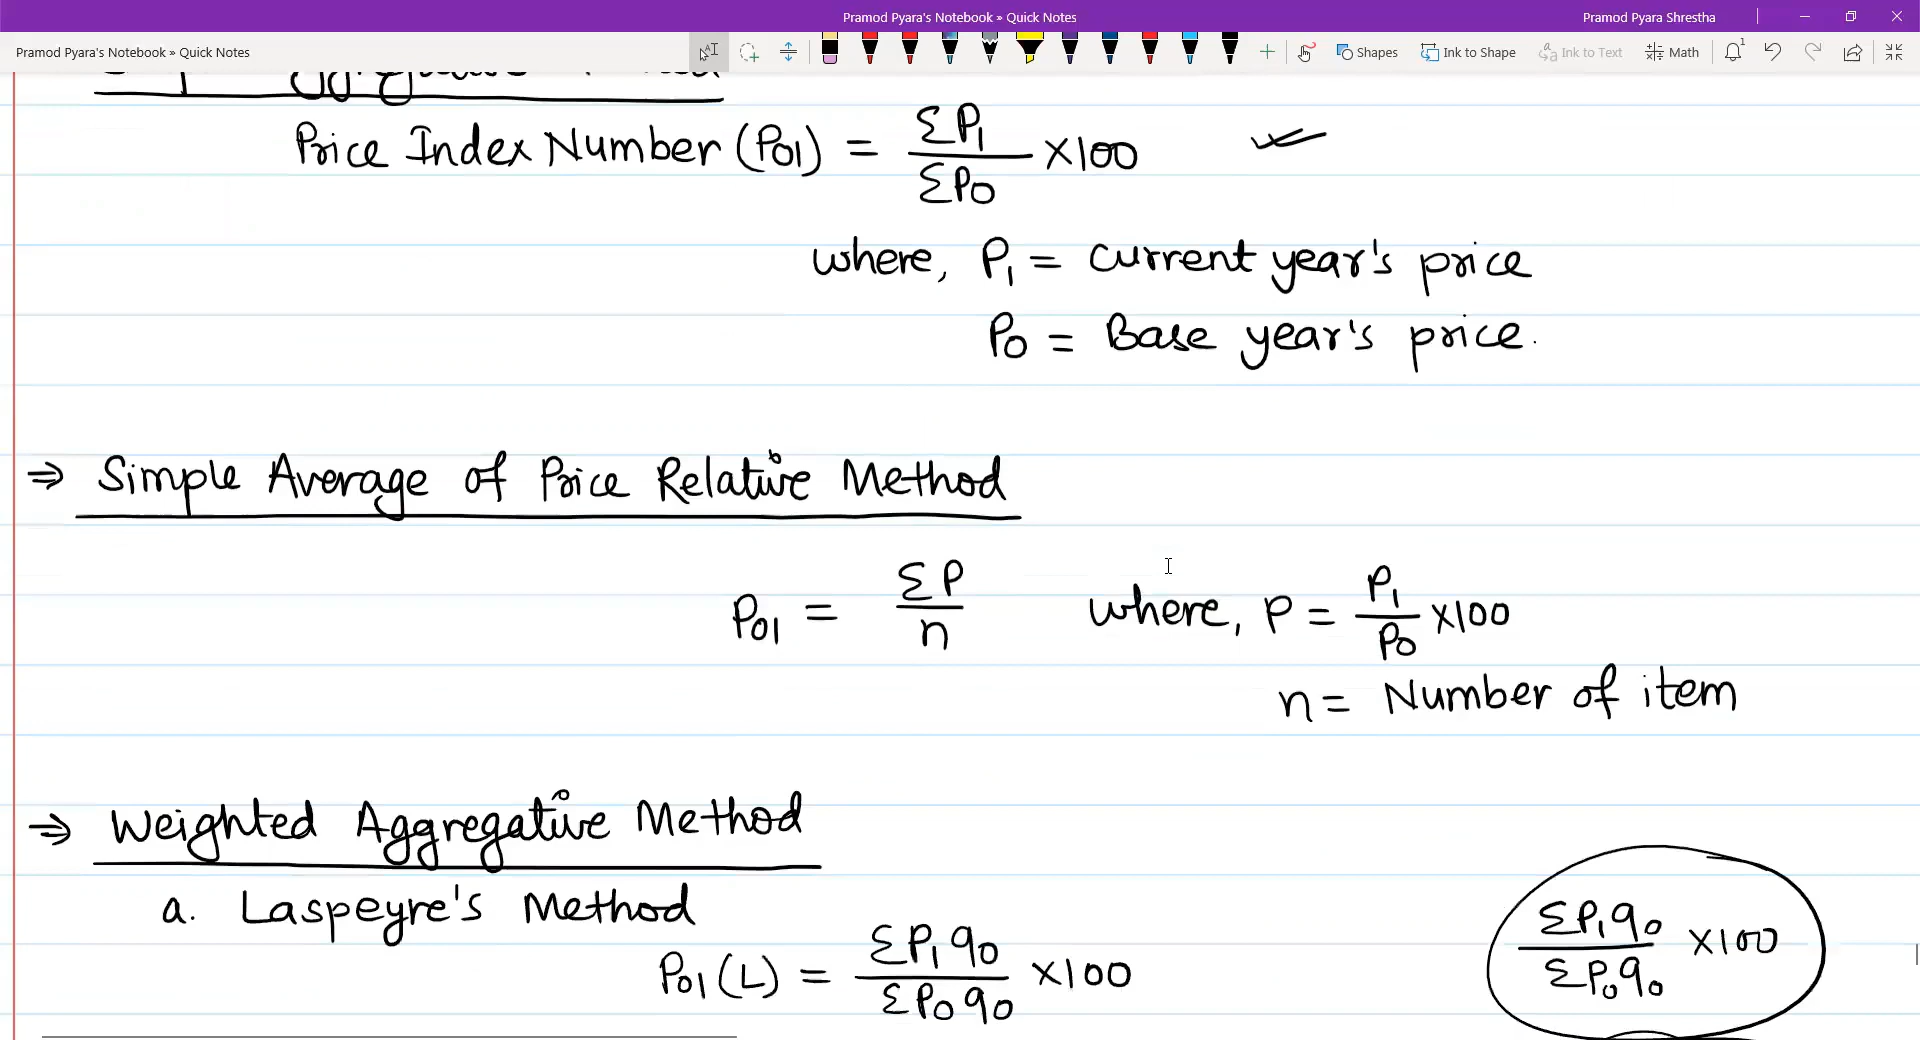 Pramod Pyara's Notebook » Quick Notes
Pramod Pyara Shrestha
Pramod Pyara's Notebook » Quick Notes
Shapes
Ink to Shape
Ink to Text
Math
Price Index Number (P01) = ΣP1/ΣP0 ×100
where, P1 = Current year's price
P0 = Base year's price.
⇒ Simple Average of Price Relative Method
P01 = ΣP/n where, P = P1/P0 ×100
n = Number of item
⇒ Weighted Aggregative Method
a. Laspeyre's Method
P01 (L) = ΣP1q0/ΣP0q0 ×100
ΣP1q0/ΣP0q0 ×100